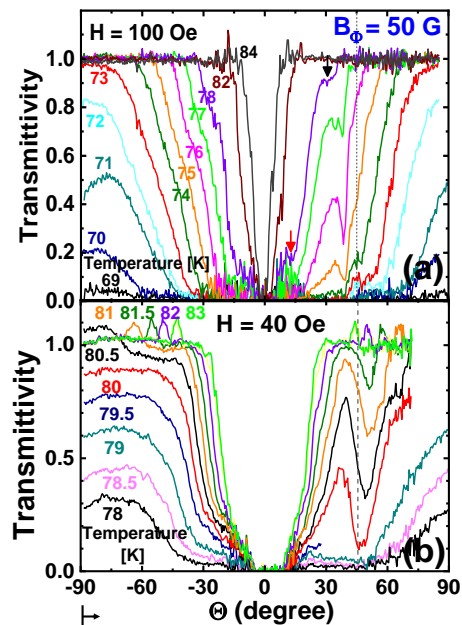 H = 100 Oe
B_Φ = 50 G
84
82
73
78
77
72
76
75
74
71
70
Temperature [K]
69
(a)
Transmittivity
1.0
0.8
0.6
0.4
0.2
0.0
81 81.5 82 83
H = 40 Oe
80.5
80
79.5
79
78.5
78
Temperature
[K]
(b)
Transmittivity
1.0
0.5
0.0
-90 -60 -30 0 30 60 90
Θ (degree)